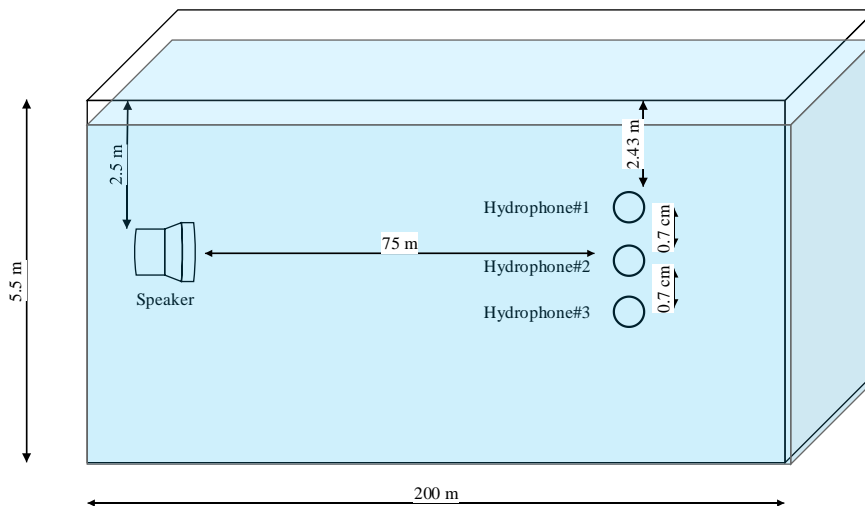 2.5 m
2.43 m
Hydrophone#1
0.7 cm
75 m
Hydrophone#2
5.5 m
Speaker
0.7 cm
Hydrophone#3
200 m